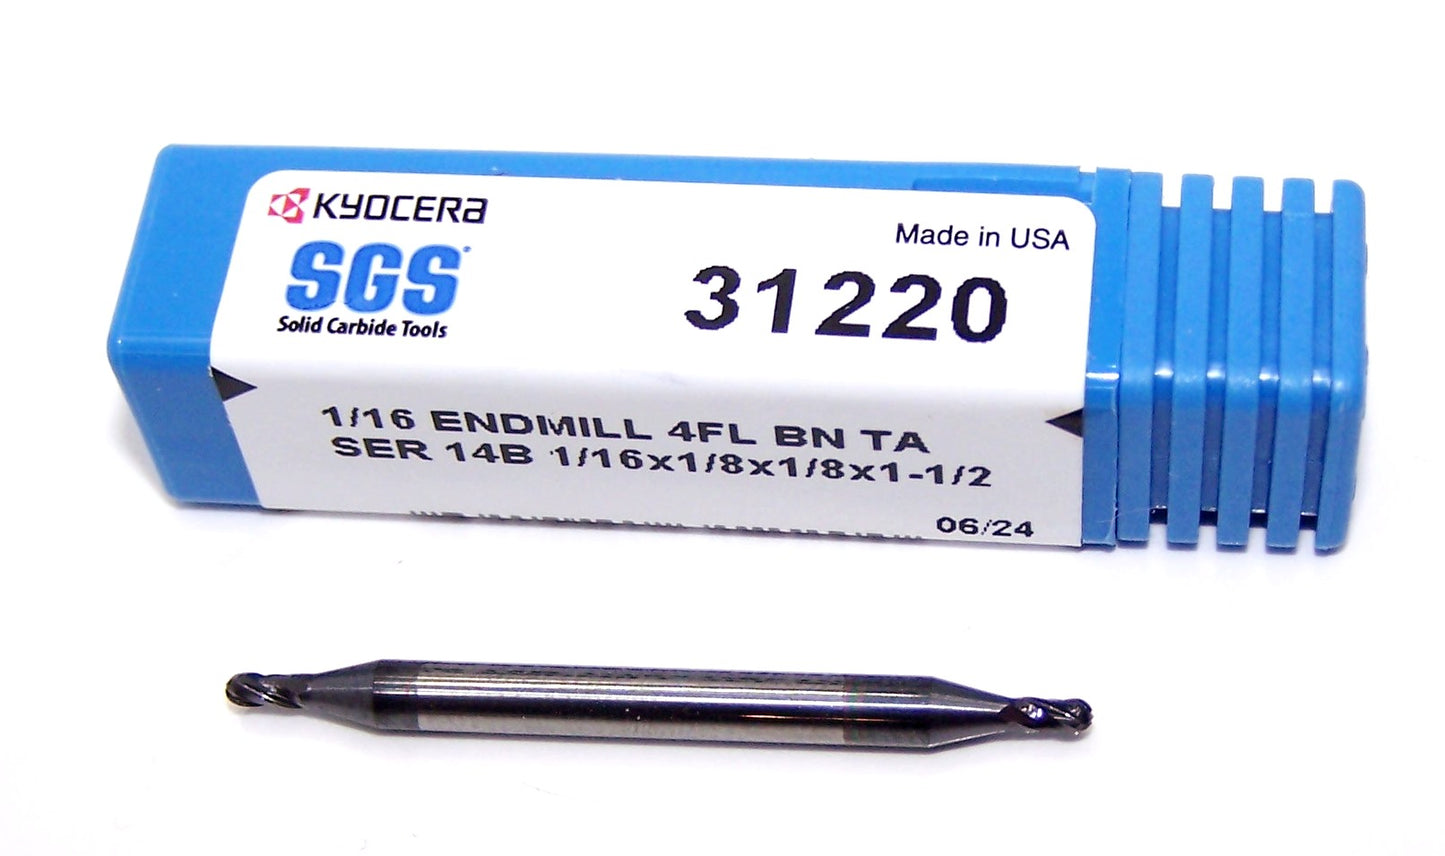 KYOCERA
Made in USA
SGS
Solid Carbide Tools
31220
1/16 ENDMILL 4FL BN TA
SER 14B 1/16x1/8x1/8x1-1/2
06/24